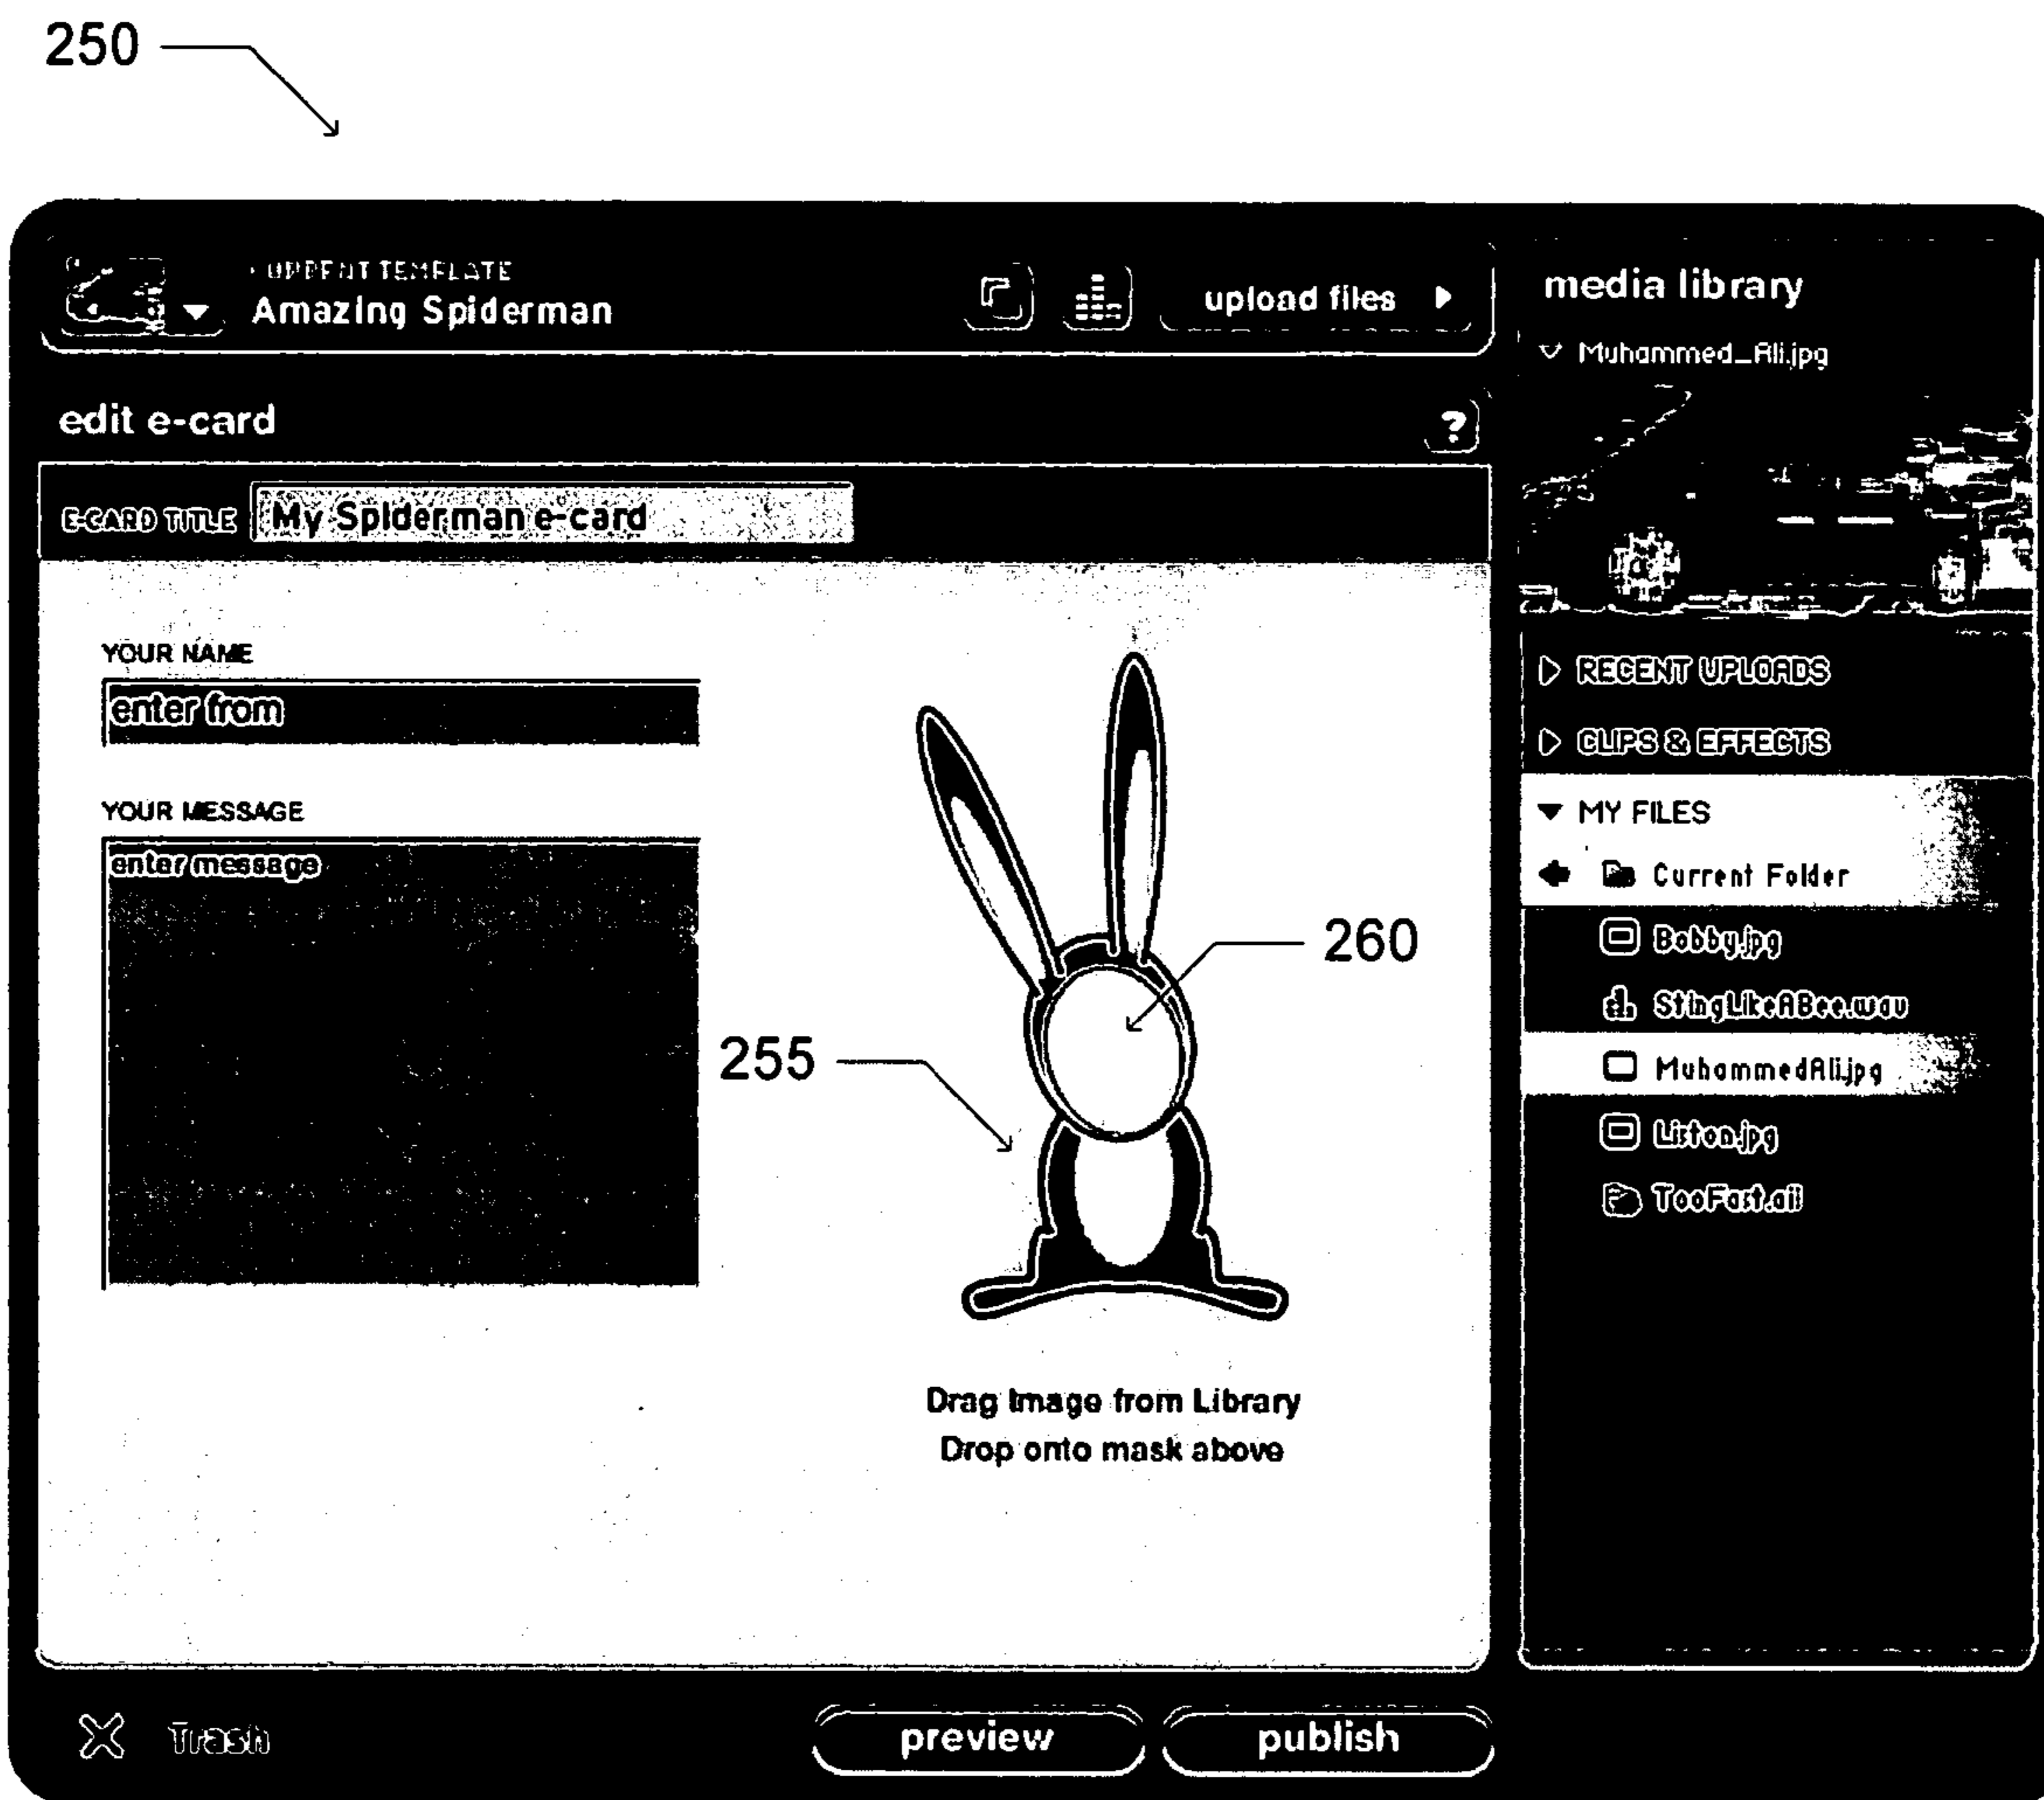 250
CURRENT TEMPLATE
Amazing Spiderman
upload files
media library
Muhammed_Ali.jpg
edit e-card
?
E-CARD TITLE
My Spiderman e-card
YOUR NAME
enter from
YOUR MESSAGE
enter message
260
255
Drag Image from Library
Drop onto mask above
RECENT UPLOADS
CLIPS & EFFECTS
MY FILES
Current Folder
Bobby.jpg
StingLikeABee.wav
MuhammedAli.jpg
Liston.jpg
Trash
preview
publish